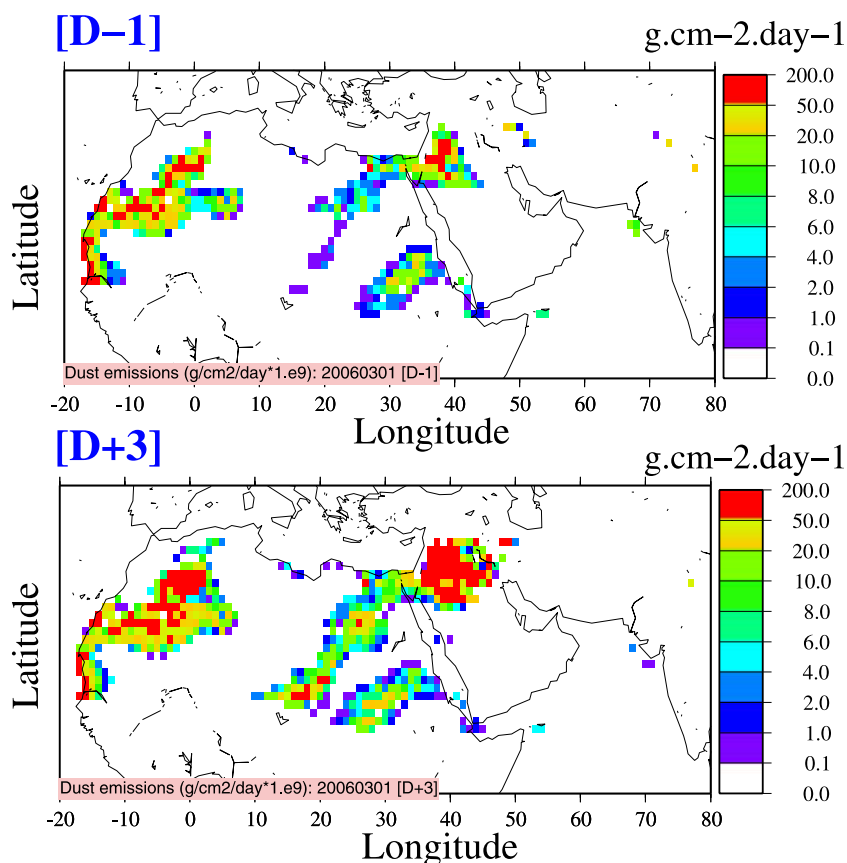 [D−1]
g.cm−2.day−1
Latitude
200.0
50.0
20.0
10.0
8.0
6.0
4.0
2.0
1.0
0.1
0.0
Dust emissions (g/cm2/day*1.e9): 20060301 [D-1]
-20 -10 0 10 20 30 40 50 60 70 80
Longitude
[D+3]
g.cm−2.day−1
Latitude
200.0
50.0
20.0
10.0
8.0
6.0
4.0
2.0
1.0
0.1
0.0
Dust emissions (g/cm2/day*1.e9): 20060301 [D+3]
-20 -10 0 10 20 30 40 50 60 70 80
Longitude